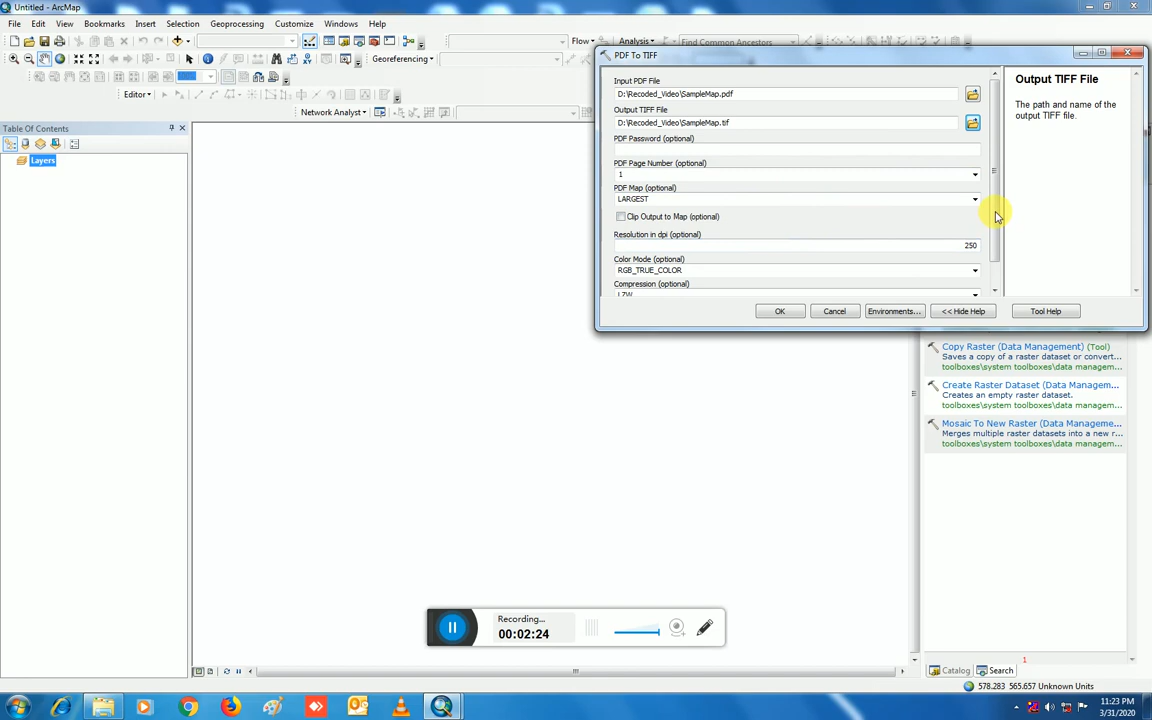 Untitled - ArcMap
File Edit View Bookmarks Insert Selection Geoprocessing Customize Windows Help
Flow Analysis Find Common Ancestors
Georeferencing
Editor
Network Analyst
Table Of Contents
Layers
PDF To TIFF
Input PDF File
D:\Recoded_Video\SampleMap.pdf
Output TIFF File
D:\Recoded_Video\SampleMap.tif
PDF Password (optional)
PDF Page Number (optional)
1
PDF Map (optional)
LARGEST
Clip Output to Map (optional)
Resolution in dpi (optional)
250
Color Mode (optional)
RGB_TRUE_COLOR
Compression (optional)
LZW
OK Cancel Environments... << Hide Help Tool Help
Output TIFF File
The path and name of the
output TIFF file.
Copy Raster (Data Management) (Tool)
Saves a copy of a raster dataset or convert...
toolboxes\system toolboxes\data managem...
Create Raster Dataset (Data Managem...
Creates an empty raster dataset.
toolboxes\system toolboxes\data managem...
Mosaic To New Raster (Data Manageme...
Merges multiple raster datasets into a new r...
toolboxes\system toolboxes\data managem...
Recording...
00:02:24
1
Catalog Search
578.283 565.657 Unknown Units
11:23 PM
3/31/2020